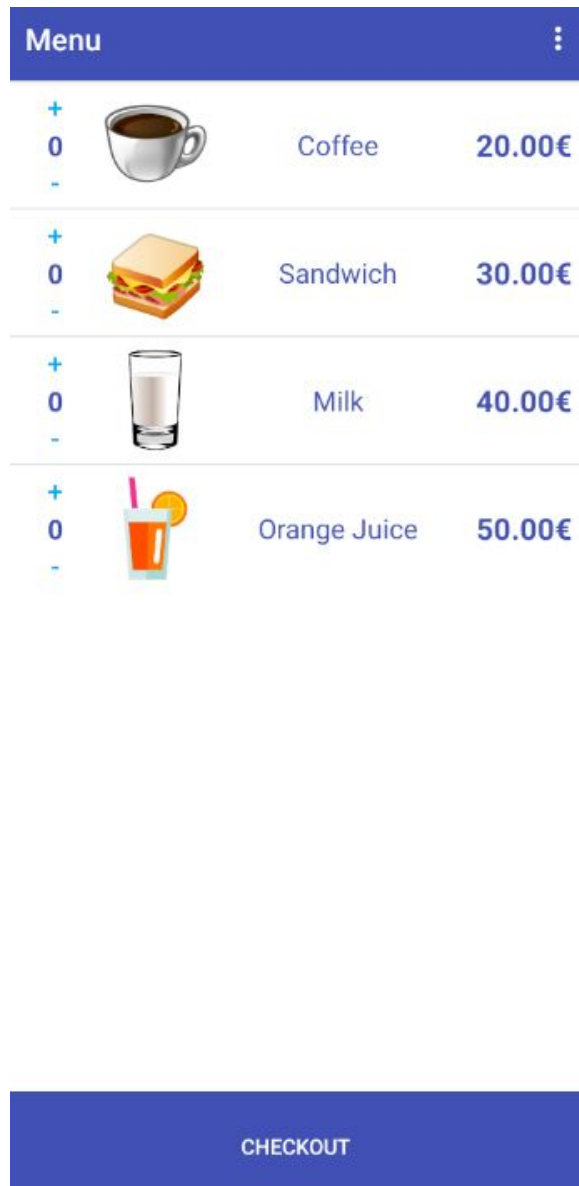 Menu
+
0
-
Coffee
20.00€
+
0
-
Sandwich
30.00€
+
0
-
Milk
40.00€
+
0
-
Orange Juice
50.00€
CHECKOUT